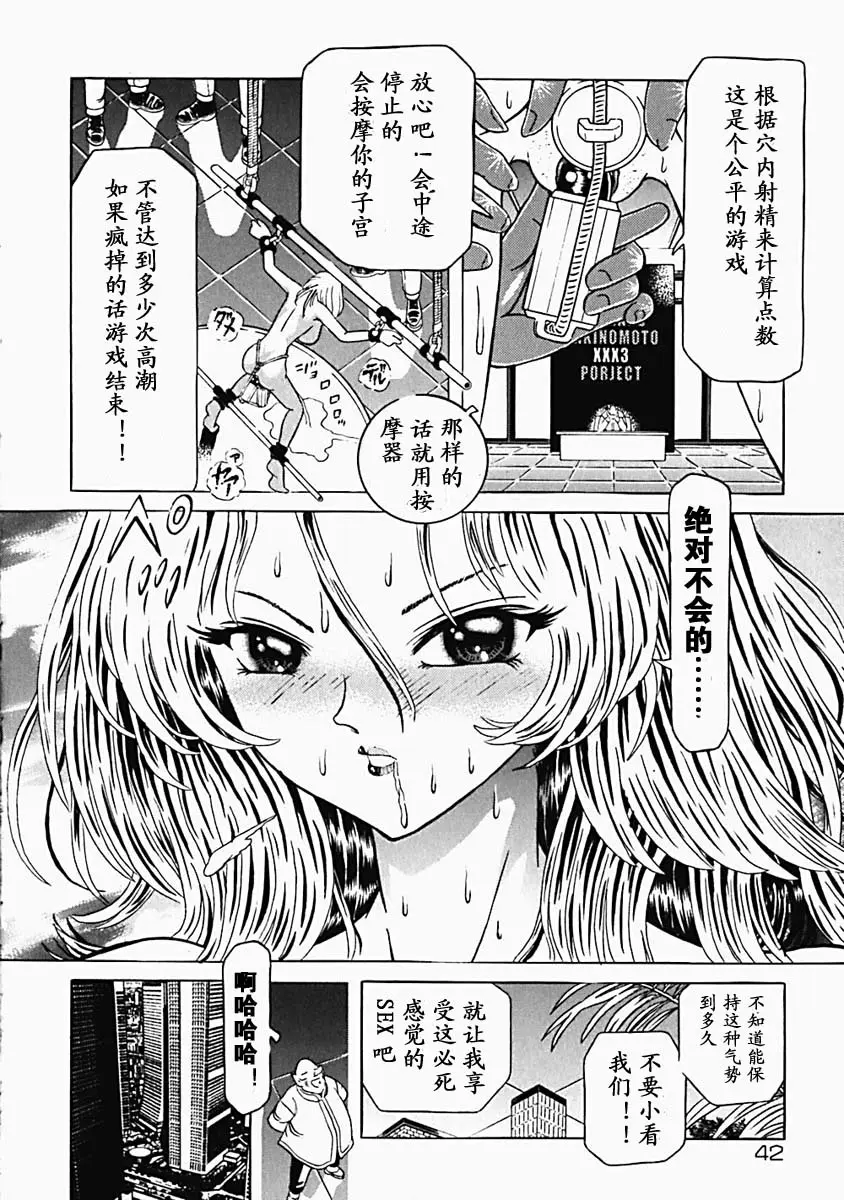 根据穴内射精来计算点数
这是个公平的游戏
XXX3
PORJECT
放心吧！会中途
停止的
会按摩你的子宫
那样的
话就用按
摩器
不管达到多少次高潮
如果疯掉的话游戏结束！！
ダメ
绝对不会的……
不知道能保
持这种气势
到多久
不要小看
我们！！
就让我享
受这必死
感觉的
SEX吧
啊哈哈哈！
42